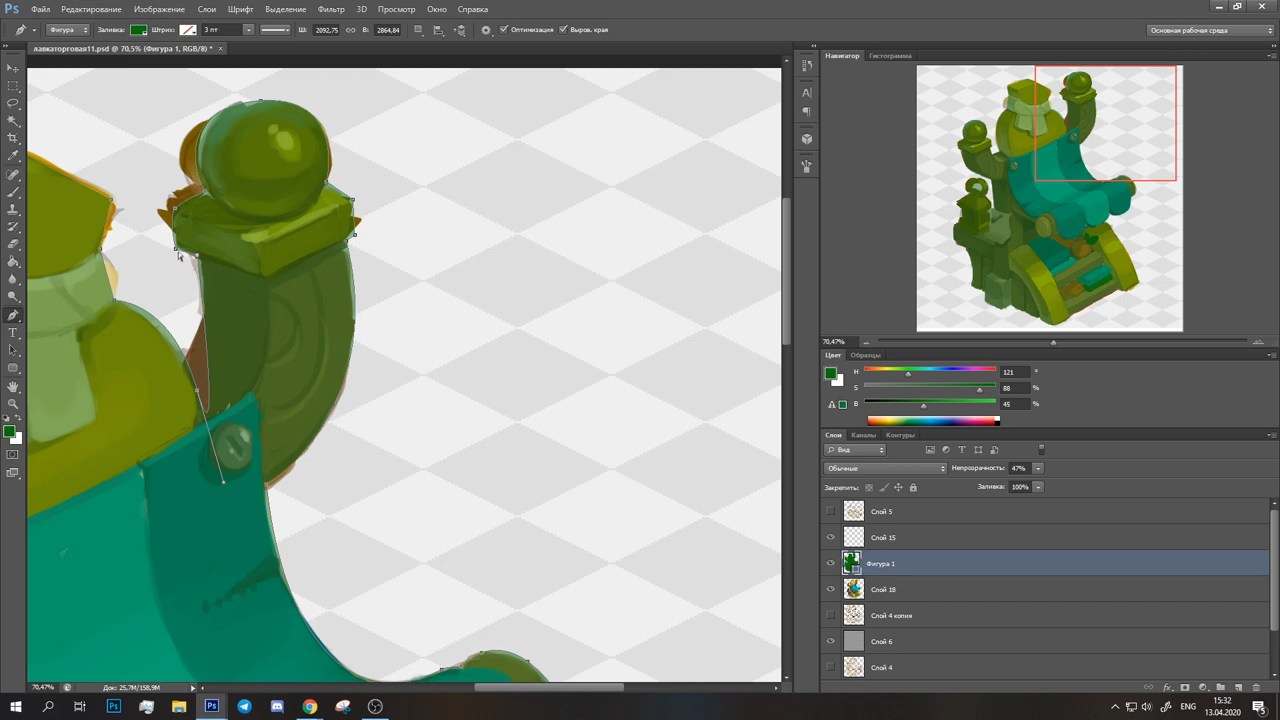 Ps Файл Редактирование Изображение Слои Шрифт Выделение Фильтр 3D Просмотр Окно Справка
Фигура Заливка: Штрих: 3 пт Ш: 2092,75 В: 2864,84 Оптимизация Выров. края Основная рабочая среда
лавкаторговая11.psd @ 70,5% (Фигура 1, RGB/8) * ×
Навигатор Гистограмма
70,47%
Цвет Образцы
H 121 °
S 88 %
B 45 %
Слои Каналы Контуры
Вид
Обычные Непрозрачность: 47%
Закрепить: Заливка: 100%
Слой 5
Слой 15
Фигура 1
Слой 18
Слой 4 копия
Слой 6
Слой 4
70,47% Док: 25,7M/158,9M
ENG 15:32
13.04.2020